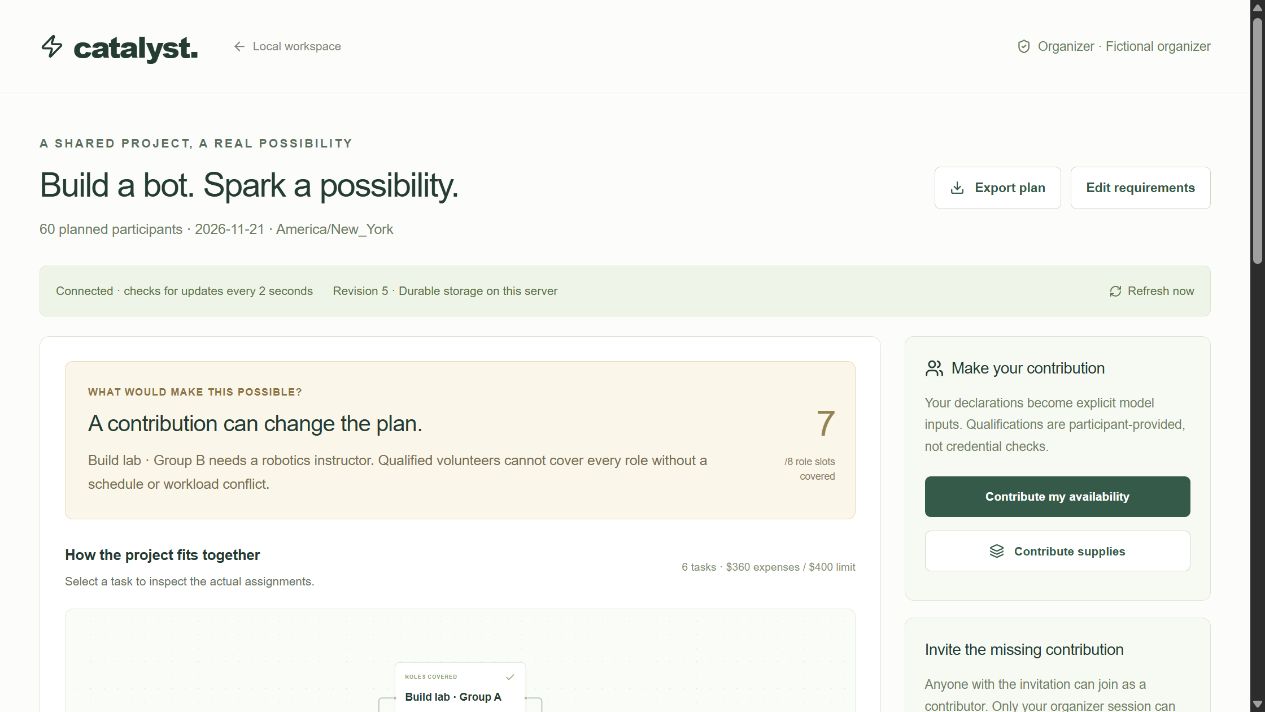 catalyst.
Local workspace
Organizer · Fictional organizer
A SHARED PROJECT, A REAL POSSIBILITY
Build a bot. Spark a possibility.
60 planned participants · 2026-11-21 · America/New_York
Export plan
Edit requirements
Connected · checks for updates every 2 seconds
Revision 5 · Durable storage on this server
Refresh now
WHAT WOULD MAKE THIS POSSIBLE?
A contribution can change the plan.
Build lab · Group B needs a robotics instructor. Qualified volunteers cannot cover every role without a
schedule or workload conflict.
7
/8 role slots
covered
How the project fits together
Select a task to inspect the actual assignments.
6 tasks · $360 expenses / $400 limit
ROLES COVERED
Build lab · Group A
Make your contribution
Your declarations become explicit model
inputs. Qualifications are participant-provided,
not credential checks.
Contribute my availability
Contribute supplies
Invite the missing contribution
Anyone with the invitation can join as a
contributor. Only your organizer session can